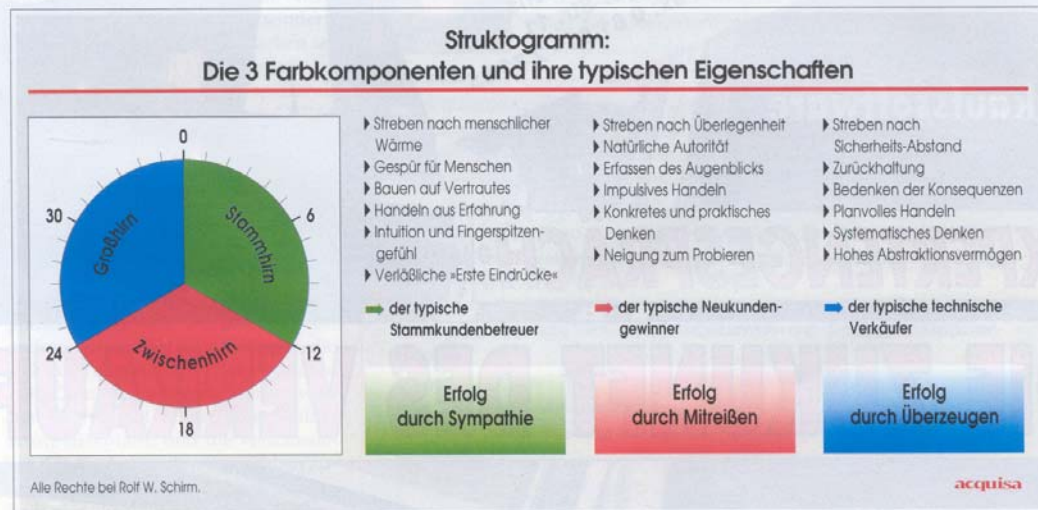 Struktogramm:
Die 3 Farbkomponenten und ihre typischen Eigenschaften
0
6
12
18
24
30
Stammhirn
Zwischenhirn
Großhirn
Streben nach menschlicher
Wärme
Gespür für Menschen
Bauen auf Vertrautes
Handeln aus Erfahrung
Intuition und Fingerspitzen-
gefühl
Verläßliche »Erste Eindrücke«
der typische
Stammkundenbetreuer
Erfolg
durch Sympathie
Streben nach Überlegenheit
Natürliche Autorität
Erfassen des Augenblicks
Impulsives Handeln
Konkretes und praktisches
Denken
Neigung zum Probieren
der typische Neukunden-
gewinner
Erfolg
durch Mitreißen
Streben nach
Sicherheits-Abstand
Zurückhaltung
Bedenken der Konsequenzen
Planvolles Handeln
Systematisches Denken
Hohes Abstraktionsvermögen
der typische technische
Verkäufer
Erfolg
durch Überzeugen
Alle Rechte bei Rolf W. Schirm.
acquisa